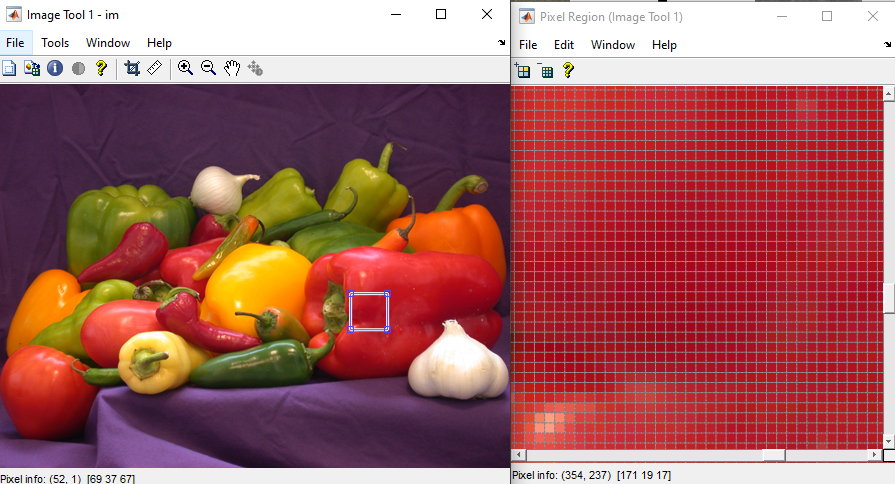 Image Tool 1 - im
File Tools Window Help
Pixel info: (52, 1) [69 37 67]
Pixel Region (Image Tool 1)
File Edit Window Help
Pixel info: (354, 237) [171 19 17]